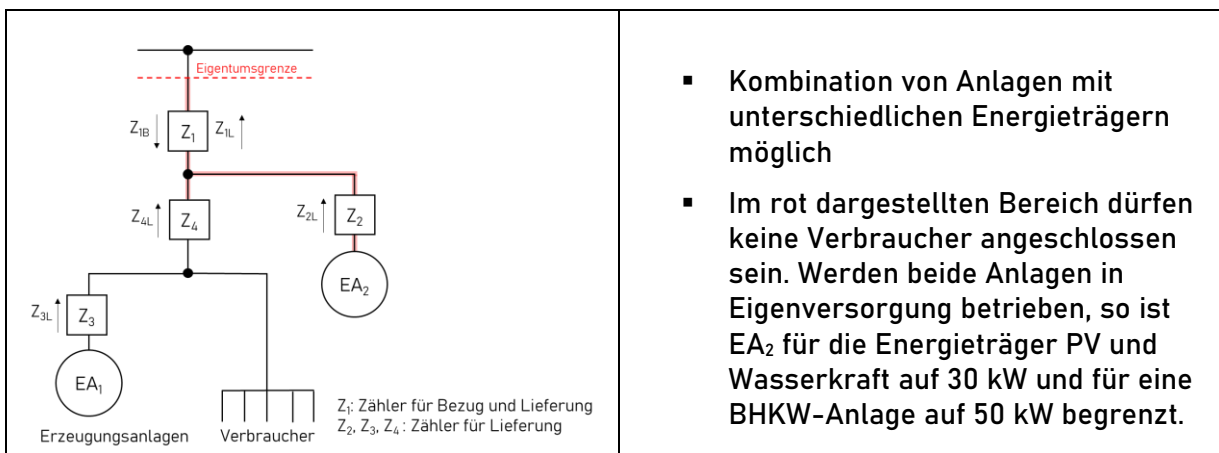 Eigentumsgrenze
Z1B Z1 Z1L
Z4L Z4
Z2L Z2
EA2
Z3L Z3
EA1
Erzeugungsanlagen
Verbraucher
Z1: Zähler für Bezug und Lieferung
Z2, Z3, Z4 : Zähler für Lieferung
▪ Kombination von Anlagen mit
unterschiedlichen Energieträgern
möglich
▪ Im rot dargestellten Bereich dürfen
keine Verbraucher angeschlossen
sein. Werden beide Anlagen in
Eigenversorgung betrieben, so ist
EA2 für die Energieträger PV und
Wasserkraft auf 30 kW und für eine
BHKW-Anlage auf 50 kW begrenzt.